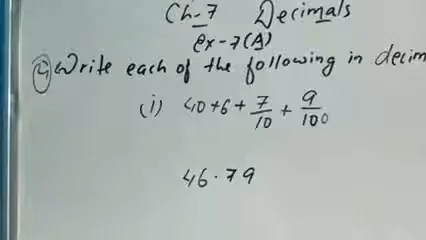 Ch-7 Decimals
Ex-7(A)
4 Write each of the following in decim
(i) 40+6+ 7/10 + 9/100
46.79